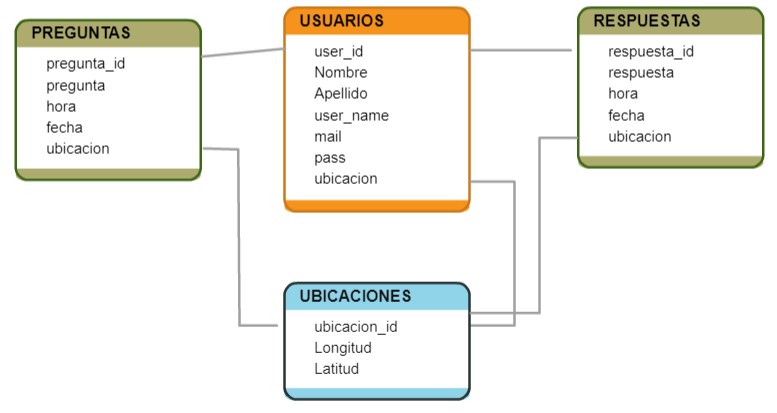 PREGUNTAS
pregunta_id
pregunta
hora
fecha
ubicacion
USUARIOS
user_id
Nombre
Apellido
user_name
mail
pass
ubicacion
RESPUESTAS
respuesta_id
respuesta
hora
fecha
ubicacion
UBICACIONES
ubicacion_id
Longitud
Latitud